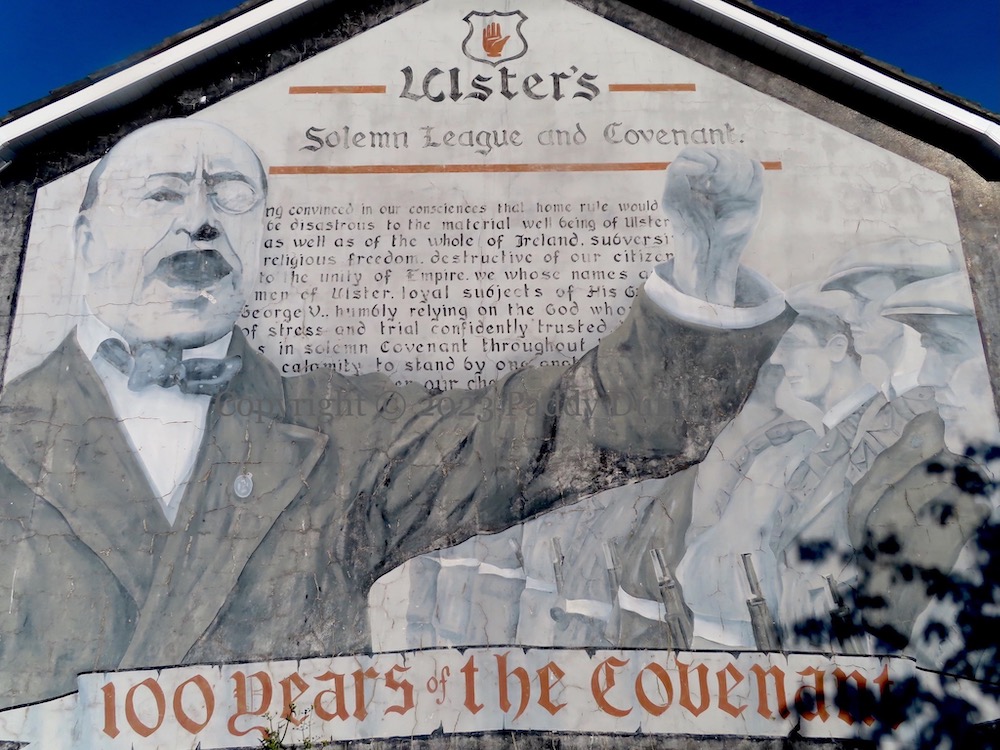 Ulster's
Solemn League and Covenant.
ng convinced in our consciences that home rule would
be disastrous to the material well being of Ulster
as well as of the whole of Ireland. subversi
religious freedom. destructive of our citizen
to the unity of Empire. we whose names a
men of Ulster. loyal subjects of His G
George V.. humbly relying on the God who
of stress and trial confidently trusted.
s in solemn Covenant throughout
calamity to stand by one
our
copyright © 2023 Paddy Duf
100 years of the Covenant